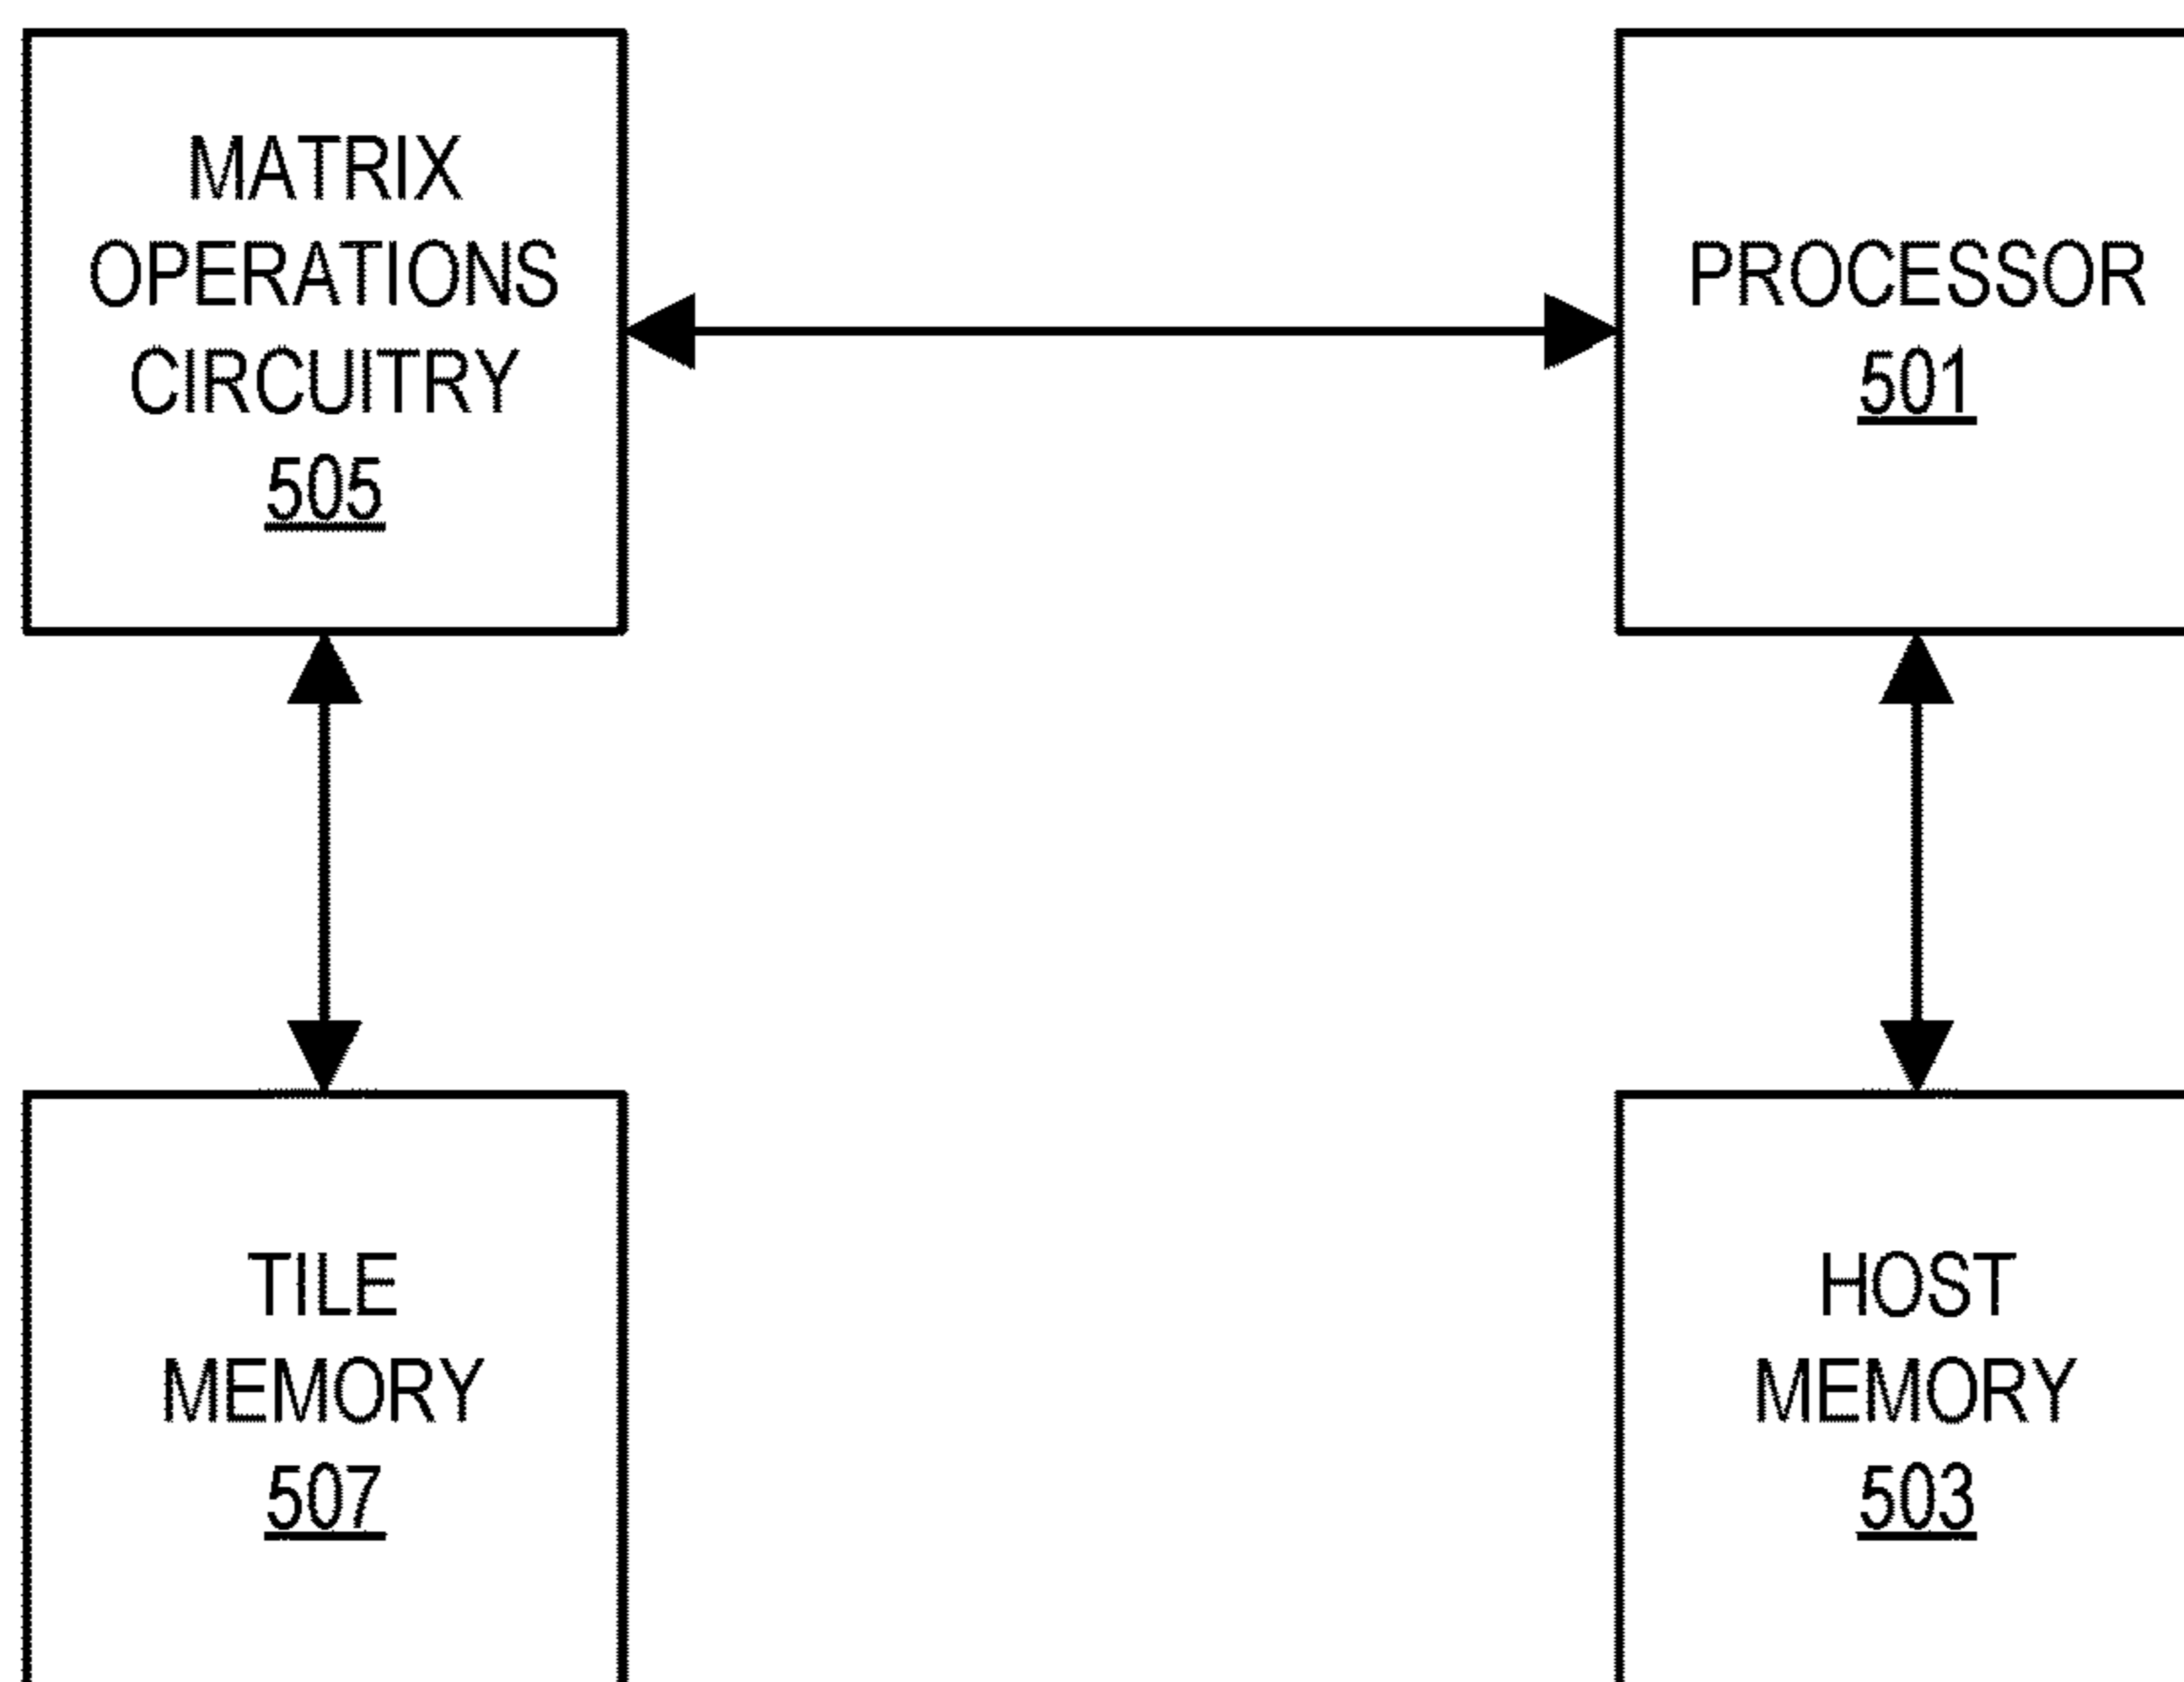 MATRIX
OPERATIONS
CIRCUITRY
505
PROCESSOR
501
TILE
MEMORY
507
HOST
MEMORY
503